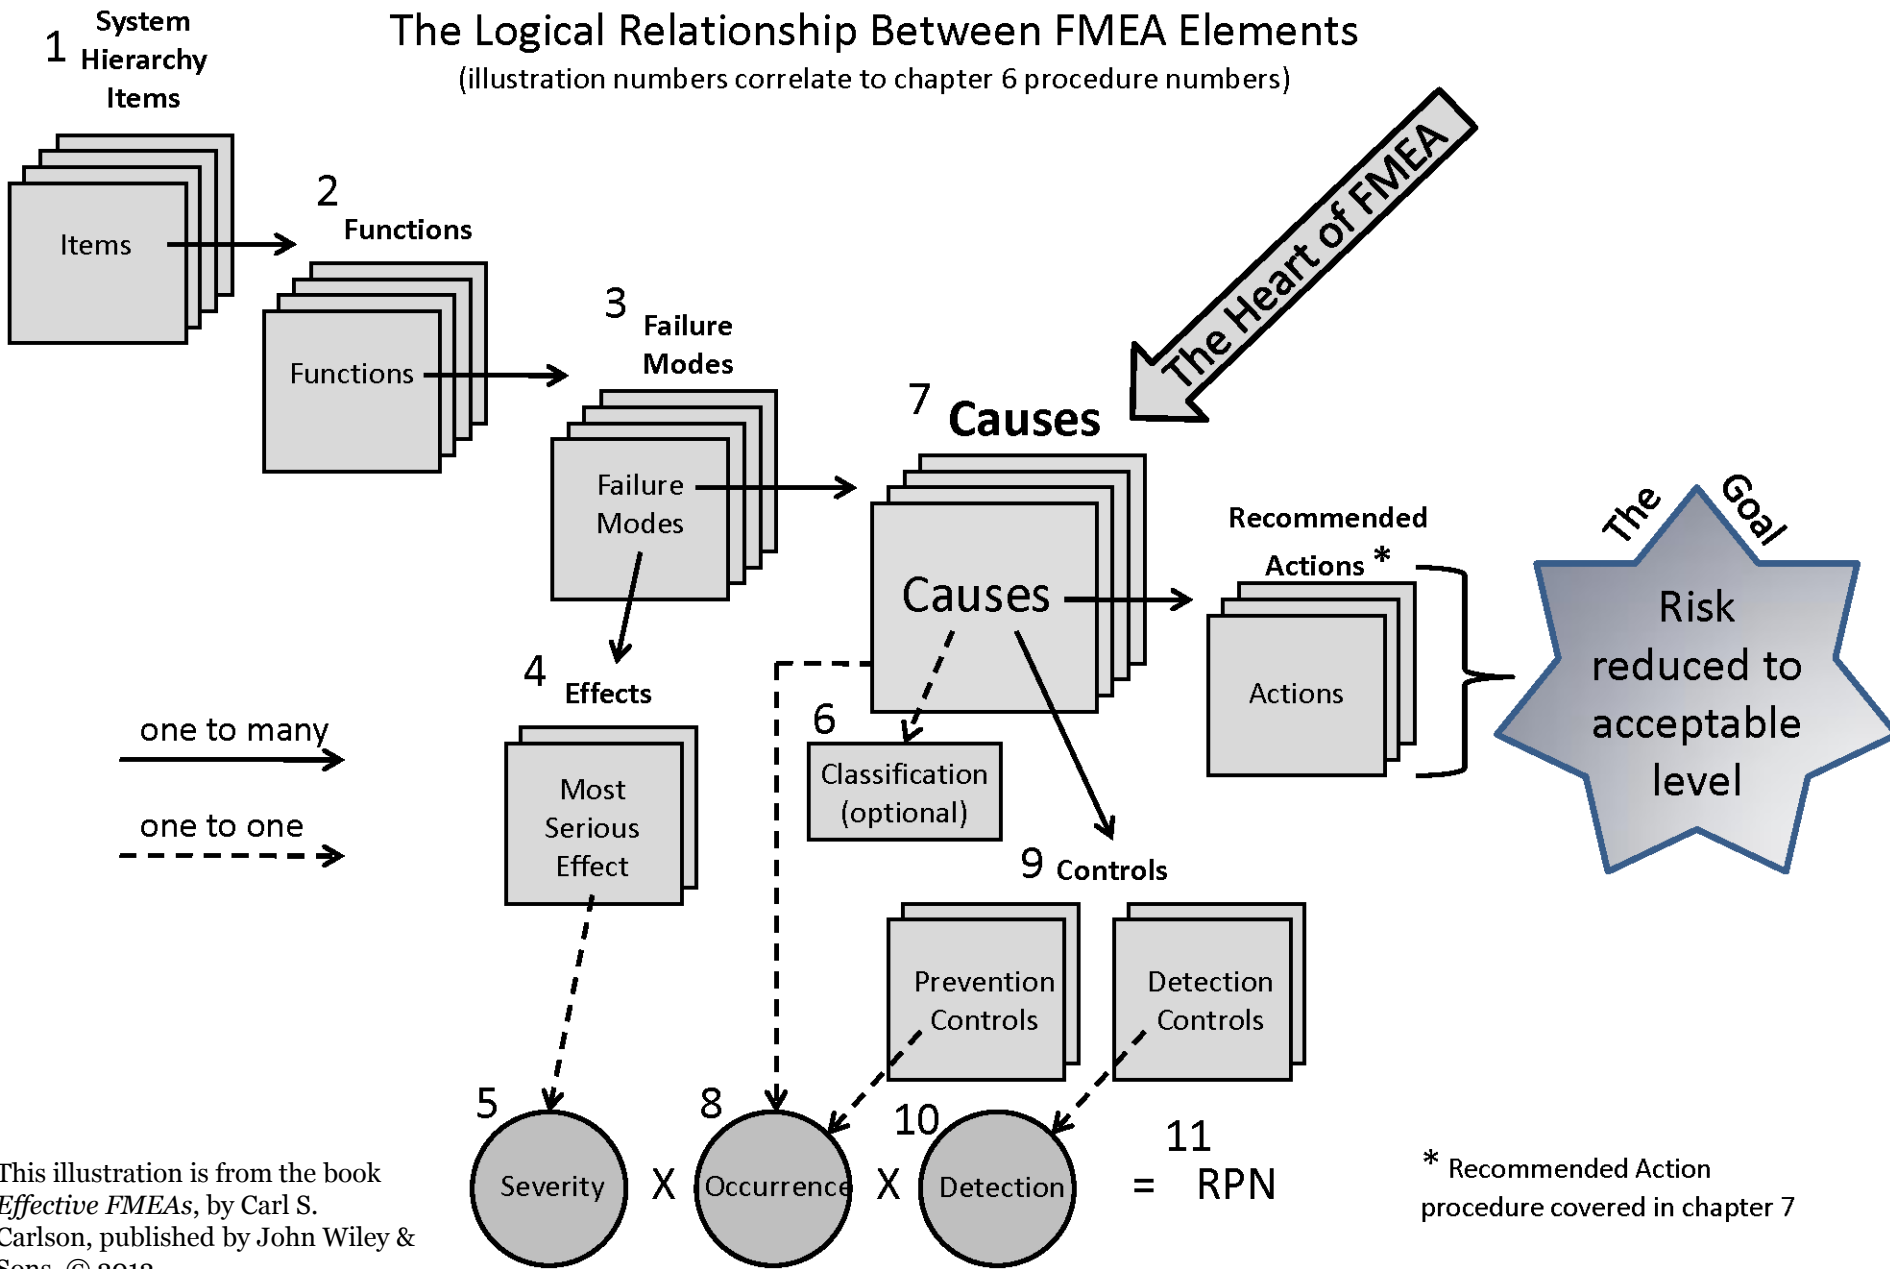 The Logical Relationship Between FMEA Elements
(illustration numbers correlate to chapter 6 procedure numbers)
1
System
Hierarchy
Items
Items
2
Functions
Functions
3
Failure
Modes
Failure
Modes
The Heart of FMEA
7
Causes
Causes
Recommended
Actions *
Actions
The Goal
Risk
reduced to
acceptable
level
4
Effects
Most
Serious
Effect
one to many
one to one
6
Classification
(optional)
9 Controls
Prevention
Controls
Detection
Controls
5
Severity
X
8
Occurrence
X
10
Detection
=
11
RPN
This illustration is from the book
Effective FMEAs, by Carl S.
Carlson, published by John Wiley &
Sons, ©
* Recommended Action
procedure covered in chapter 7